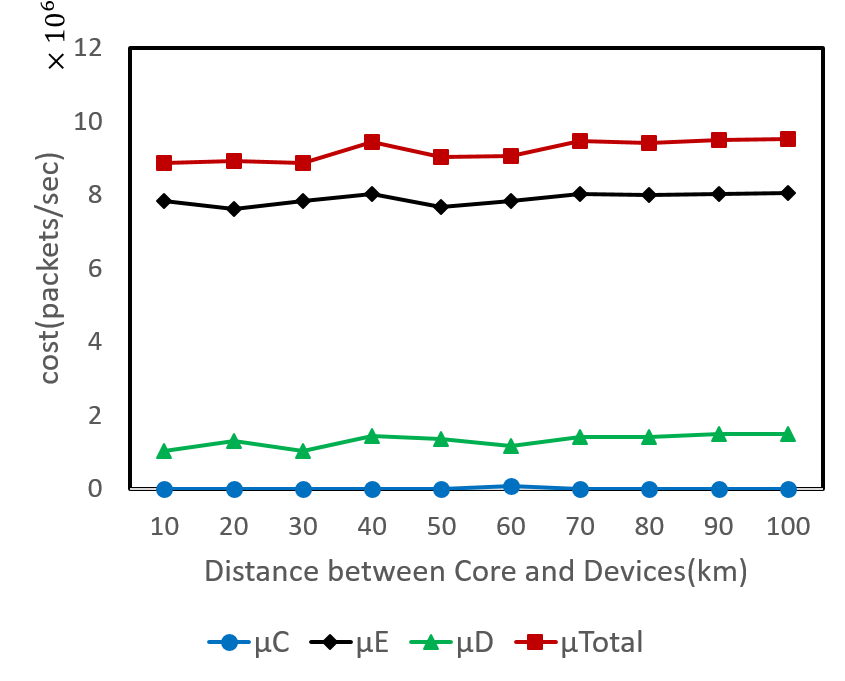 × 10⁶
cost(packets/sec)
12
10
8
6
4
2
0
10 20 30 40 50 60 70 80 90 100
Distance between Core and Devices(km)
μC μE μD μTotal